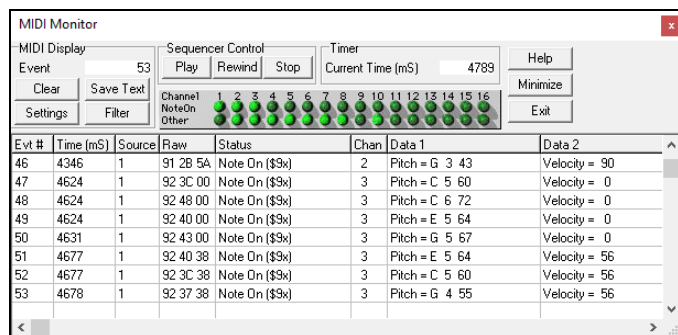 MIDI Monitor x
MIDI Display Sequencer Control Timer
Event 53 Play Rewind Stop Current Time (mS) 4789 Help
Clear Save Text Minimize
Settings Filter Exit
Channel 1 2 3 4 5 6 7 8 9 10 11 12 13 14 15 16
NoteOn
Other
Evt # Time (mS) Source Raw Status Chan Data 1 Data 2
46 4346 1 91 2B 5A Note On ($9x) 2 Pitch = G 3 43 Velocity = 90
47 4624 1 92 3C 00 Note On ($9x) 3 Pitch = C 5 60 Velocity = 0
48 4624 1 92 48 00 Note On ($9x) 3 Pitch = C 6 72 Velocity = 0
49 4624 1 92 40 00 Note On ($9x) 3 Pitch = E 5 64 Velocity = 0
50 4631 1 92 43 00 Note On ($9x) 3 Pitch = G 5 67 Velocity = 0
51 4677 1 92 40 38 Note On ($9x) 3 Pitch = E 5 64 Velocity = 56
52 4677 1 92 3C 38 Note On ($9x) 3 Pitch = C 5 60 Velocity = 56
53 4678 1 92 37 38 Note On ($9x) 3 Pitch = G 4 55 Velocity = 56